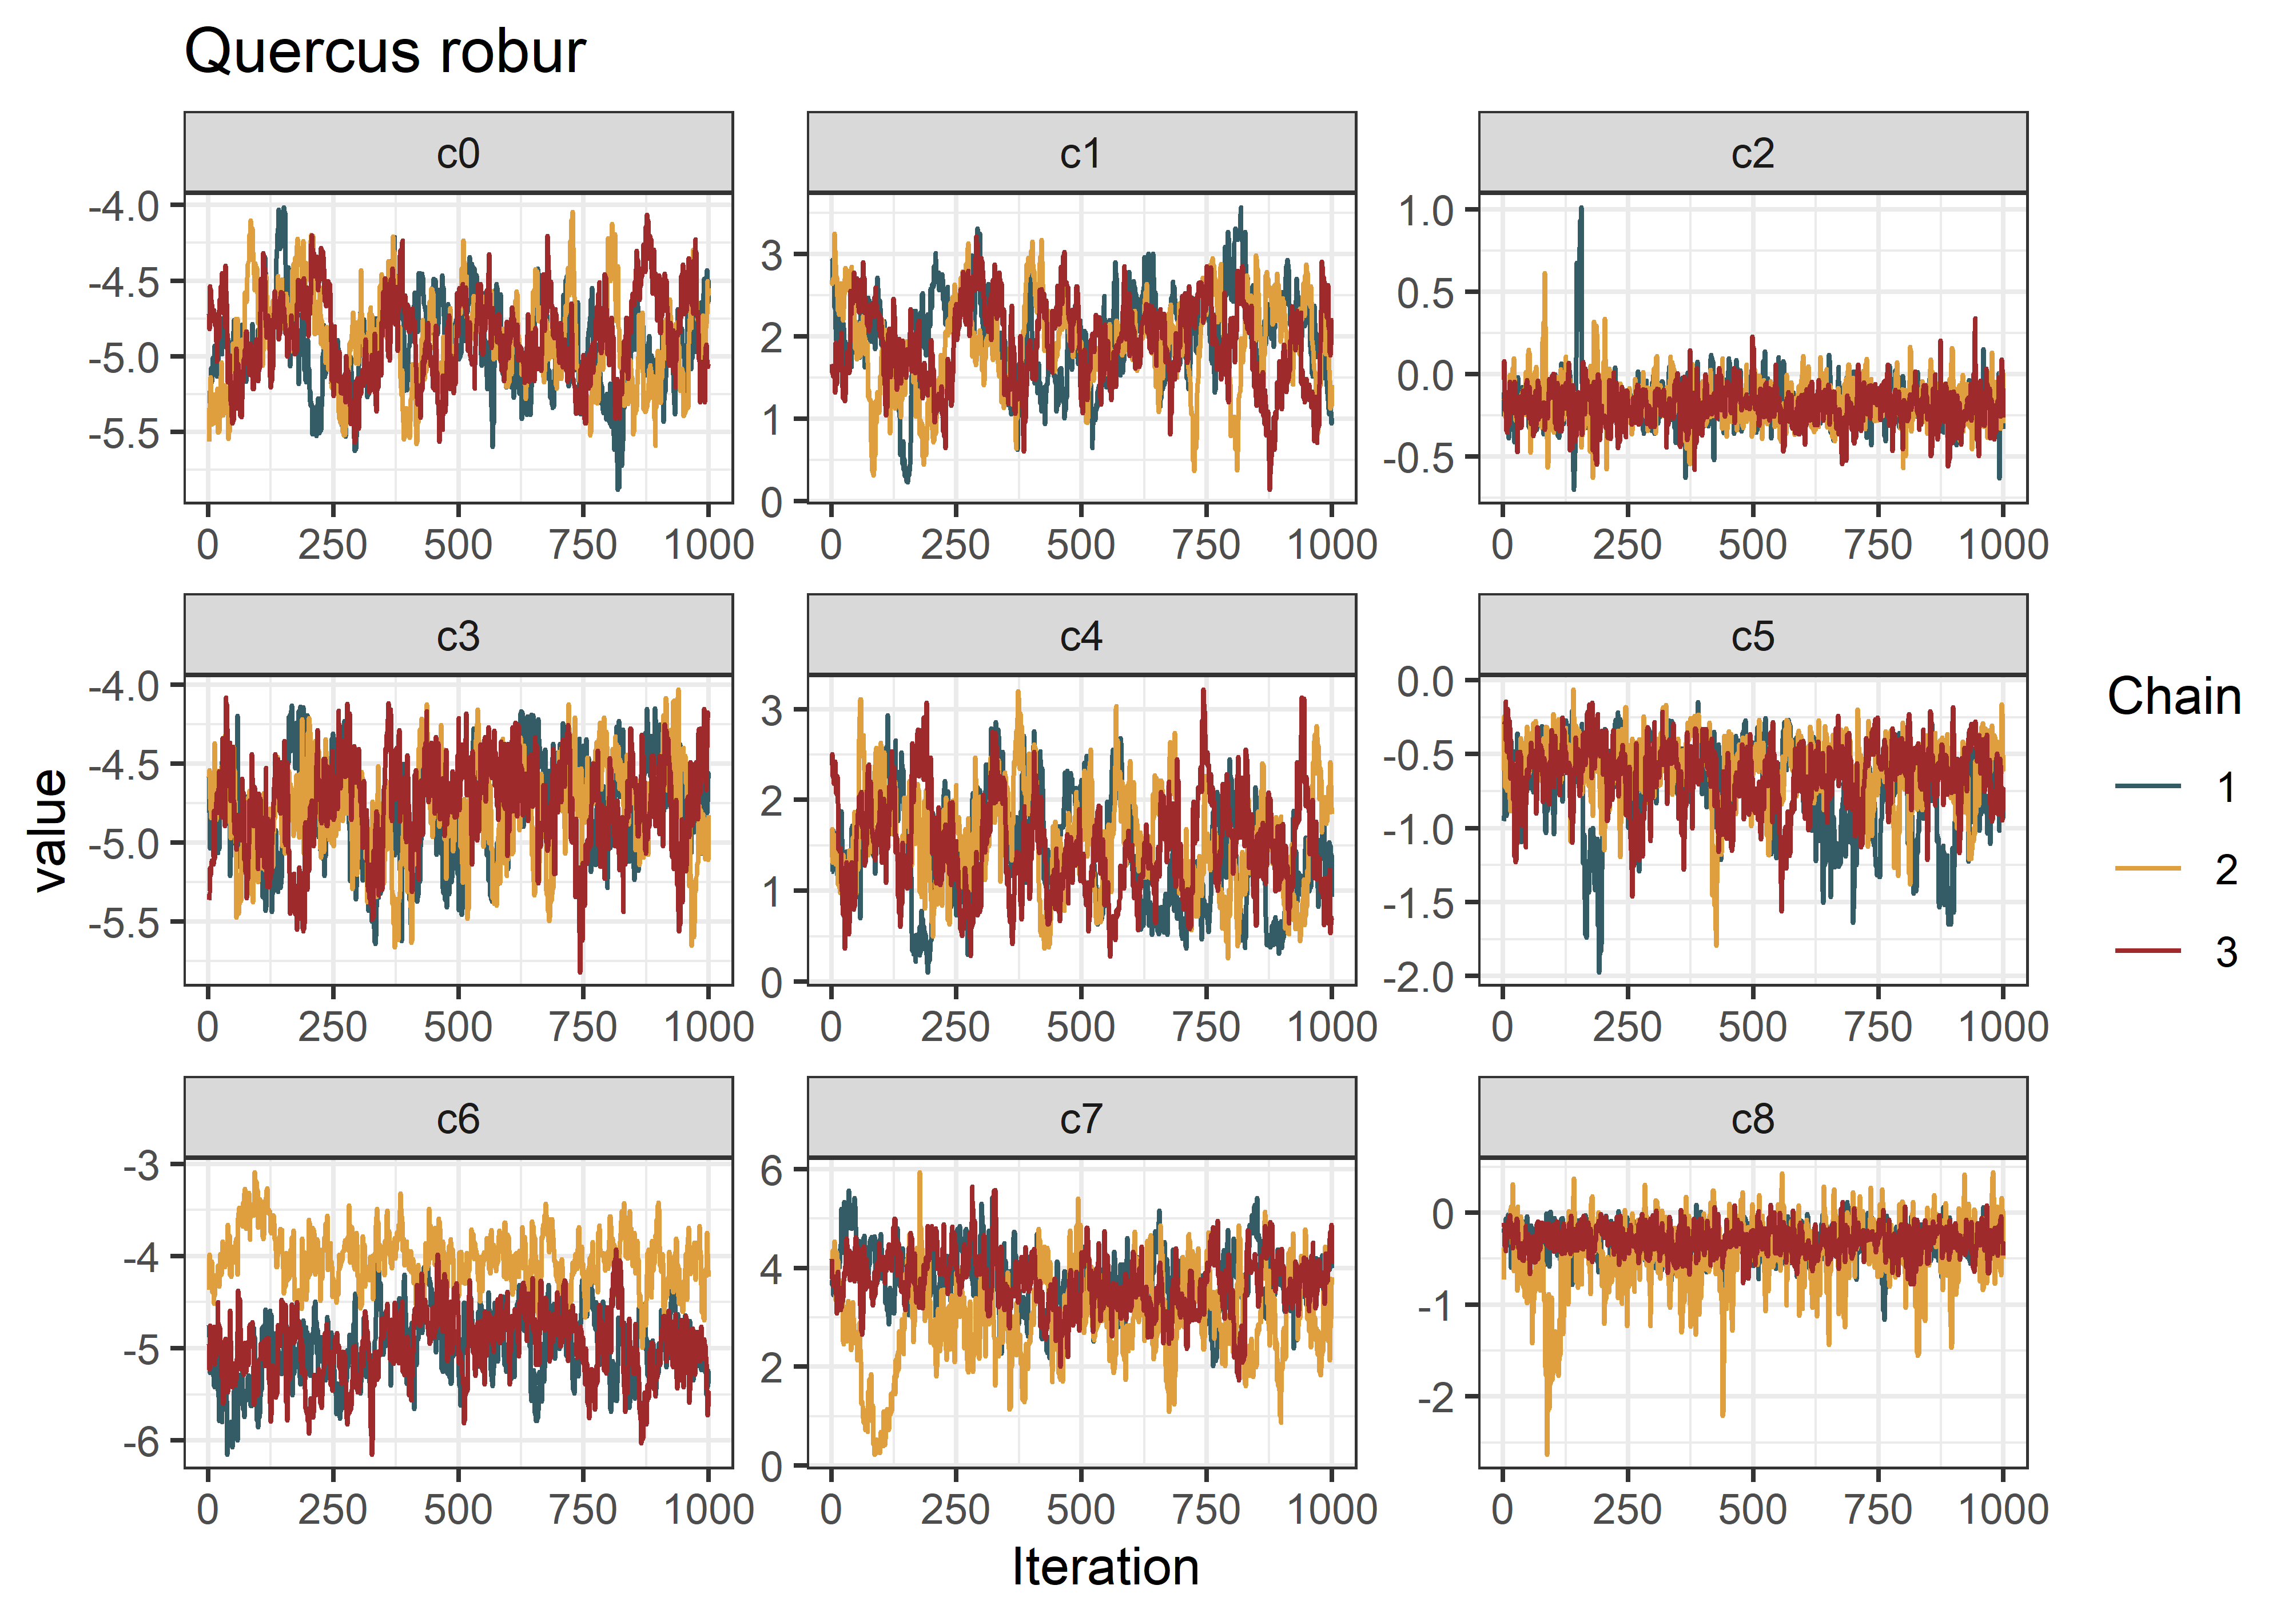 Quercus robur
c0 c1 c2
-4.0 -4.5 -5.0 -5.5
3 2 1 0
1.0 0.5 0.0 -0.5
0 250 500 750 1000 0 250 500 750 1000 0 250 500 750 1000
c3 c4 c5
-4.0 -4.5 -5.0 -5.5
3 2 1 0
0.0 -0.5 -1.0 -1.5 -2.0
0 250 500 750 1000 0 250 500 750 1000 0 250 500 750 1000
c6 c7 c8
-3 -4 -5 -6
6 4 2 0
0 -1 -2
0 250 500 750 1000 0 250 500 750 1000 0 250 500 750 1000
value
Iteration
Chain
1
2
3